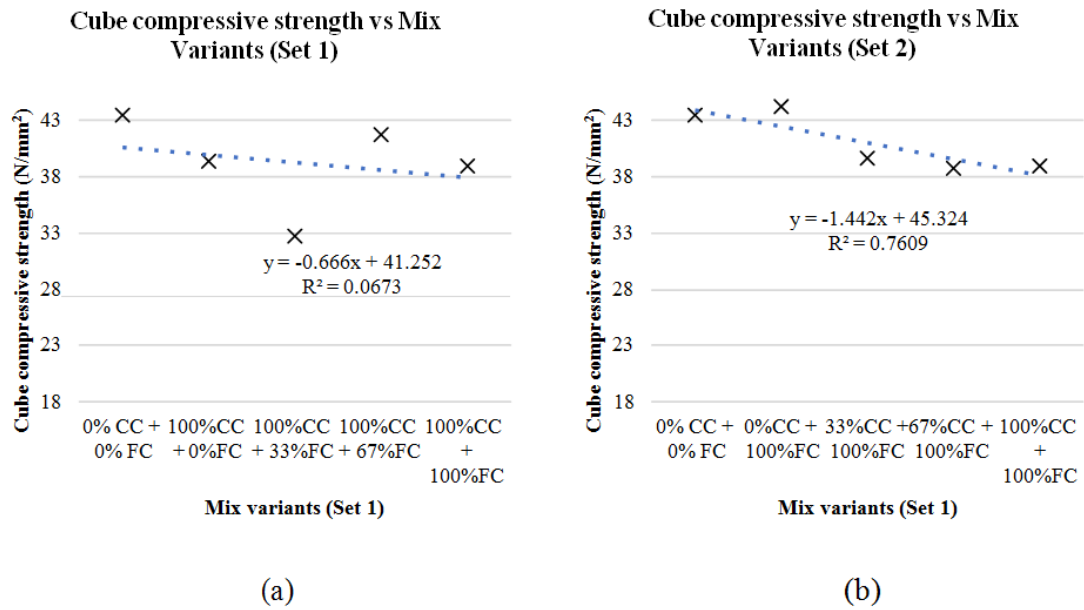 Cube compressive strength vs Mix
Variants (Set 1)
Cube compressive strength (N/mm²)
43
38
33
28
23
18
y = -0.666x + 41.252
R² = 0.0673
0% CC + 100%CC 100%CC 100%CC 100%CC
0% FC + 0%FC + 33%FC + 67%FC +
100%FC
Mix variants (Set 1)
(a)
Cube compressive strength vs Mix
Variants (Set 2)
Cube compressive strength (N/mm²)
43
38
33
28
23
18
y = -1.442x + 45.324
R² = 0.7609
0% CC + 0%CC + 33%CC +67%CC + 100%CC
0% FC 100%FC 100%FC 100%FC +
100%FC
Mix variants (Set 1)
(b)